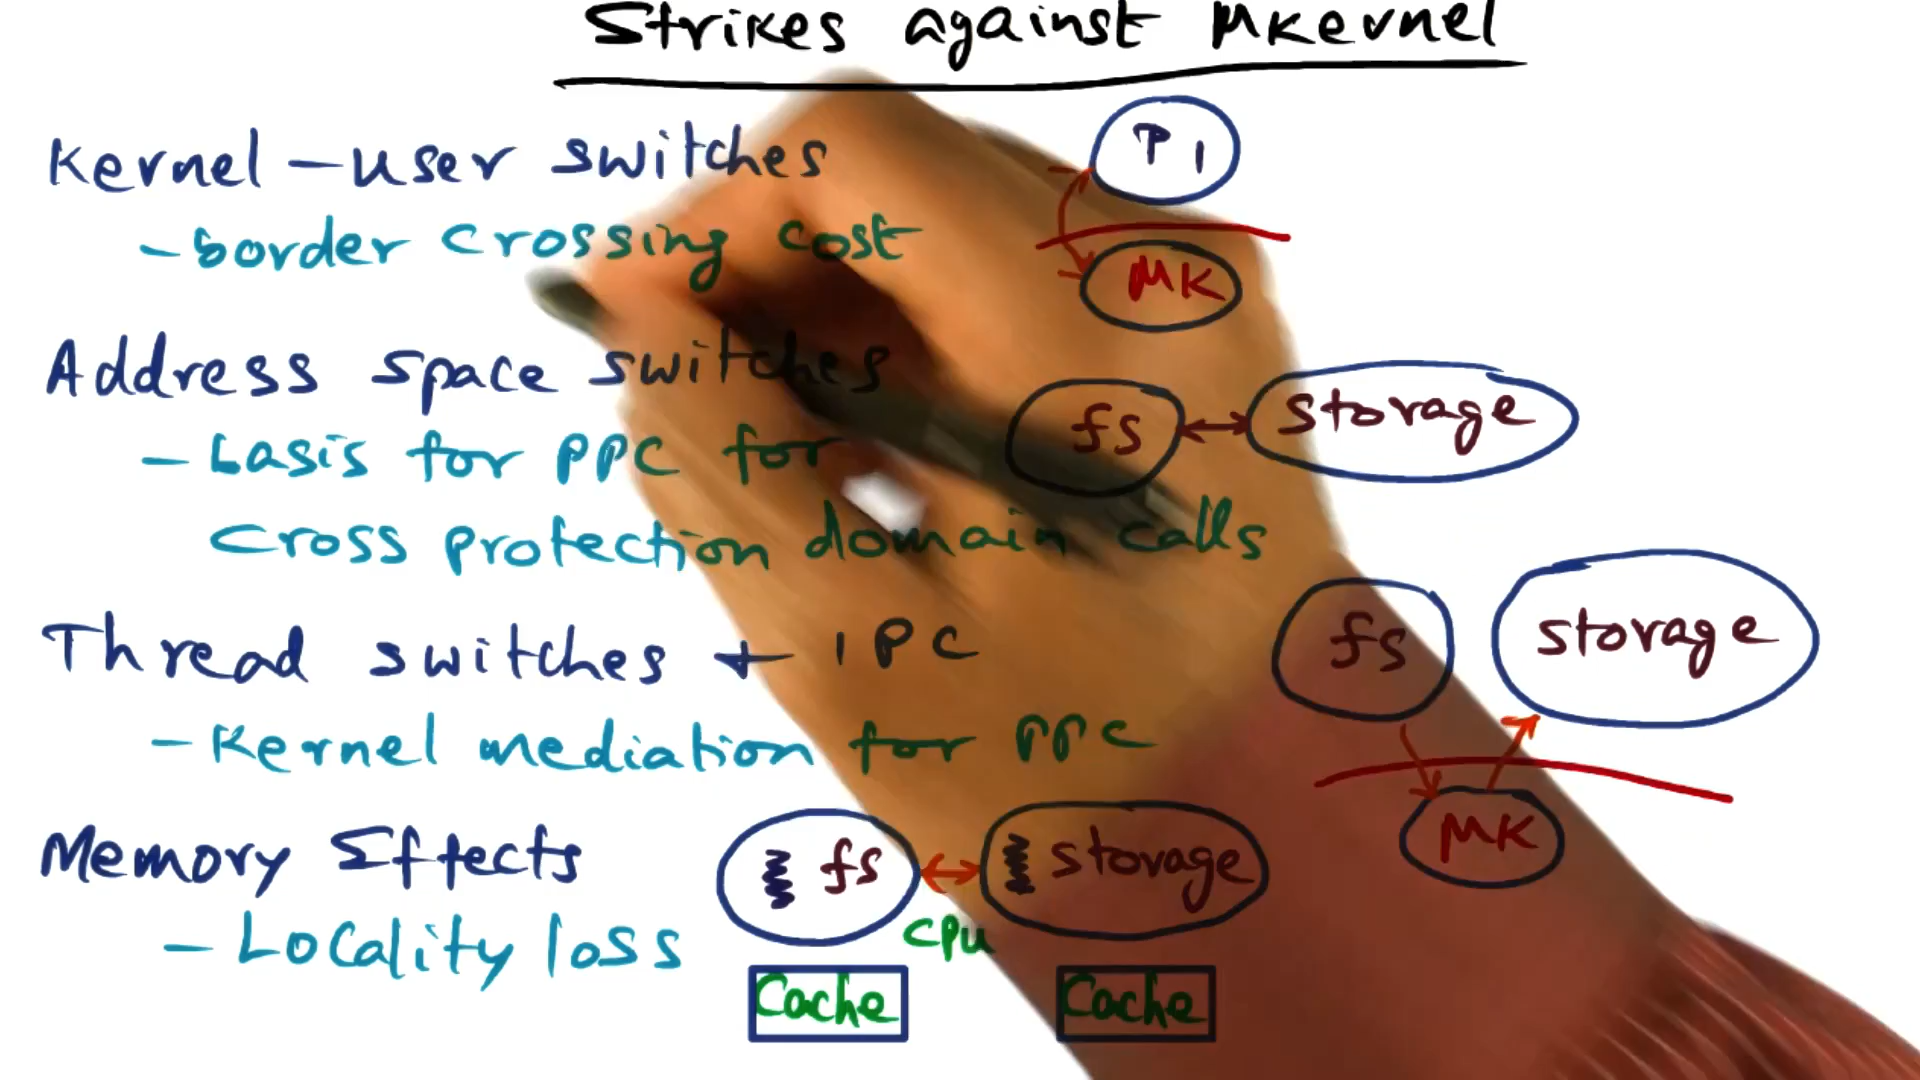 Strikes against μKernel
Kernel-user switches
P1
- border crossing cost
μK
Address space switches
fs
storage
- basis for PPC for
cross protection domain calls
Thread switches + IPC
fs
storage
- Kernel mediation for PPC
μK
Memory Effects
fs
storage
- Locality loss
CPU
Cache
Cache